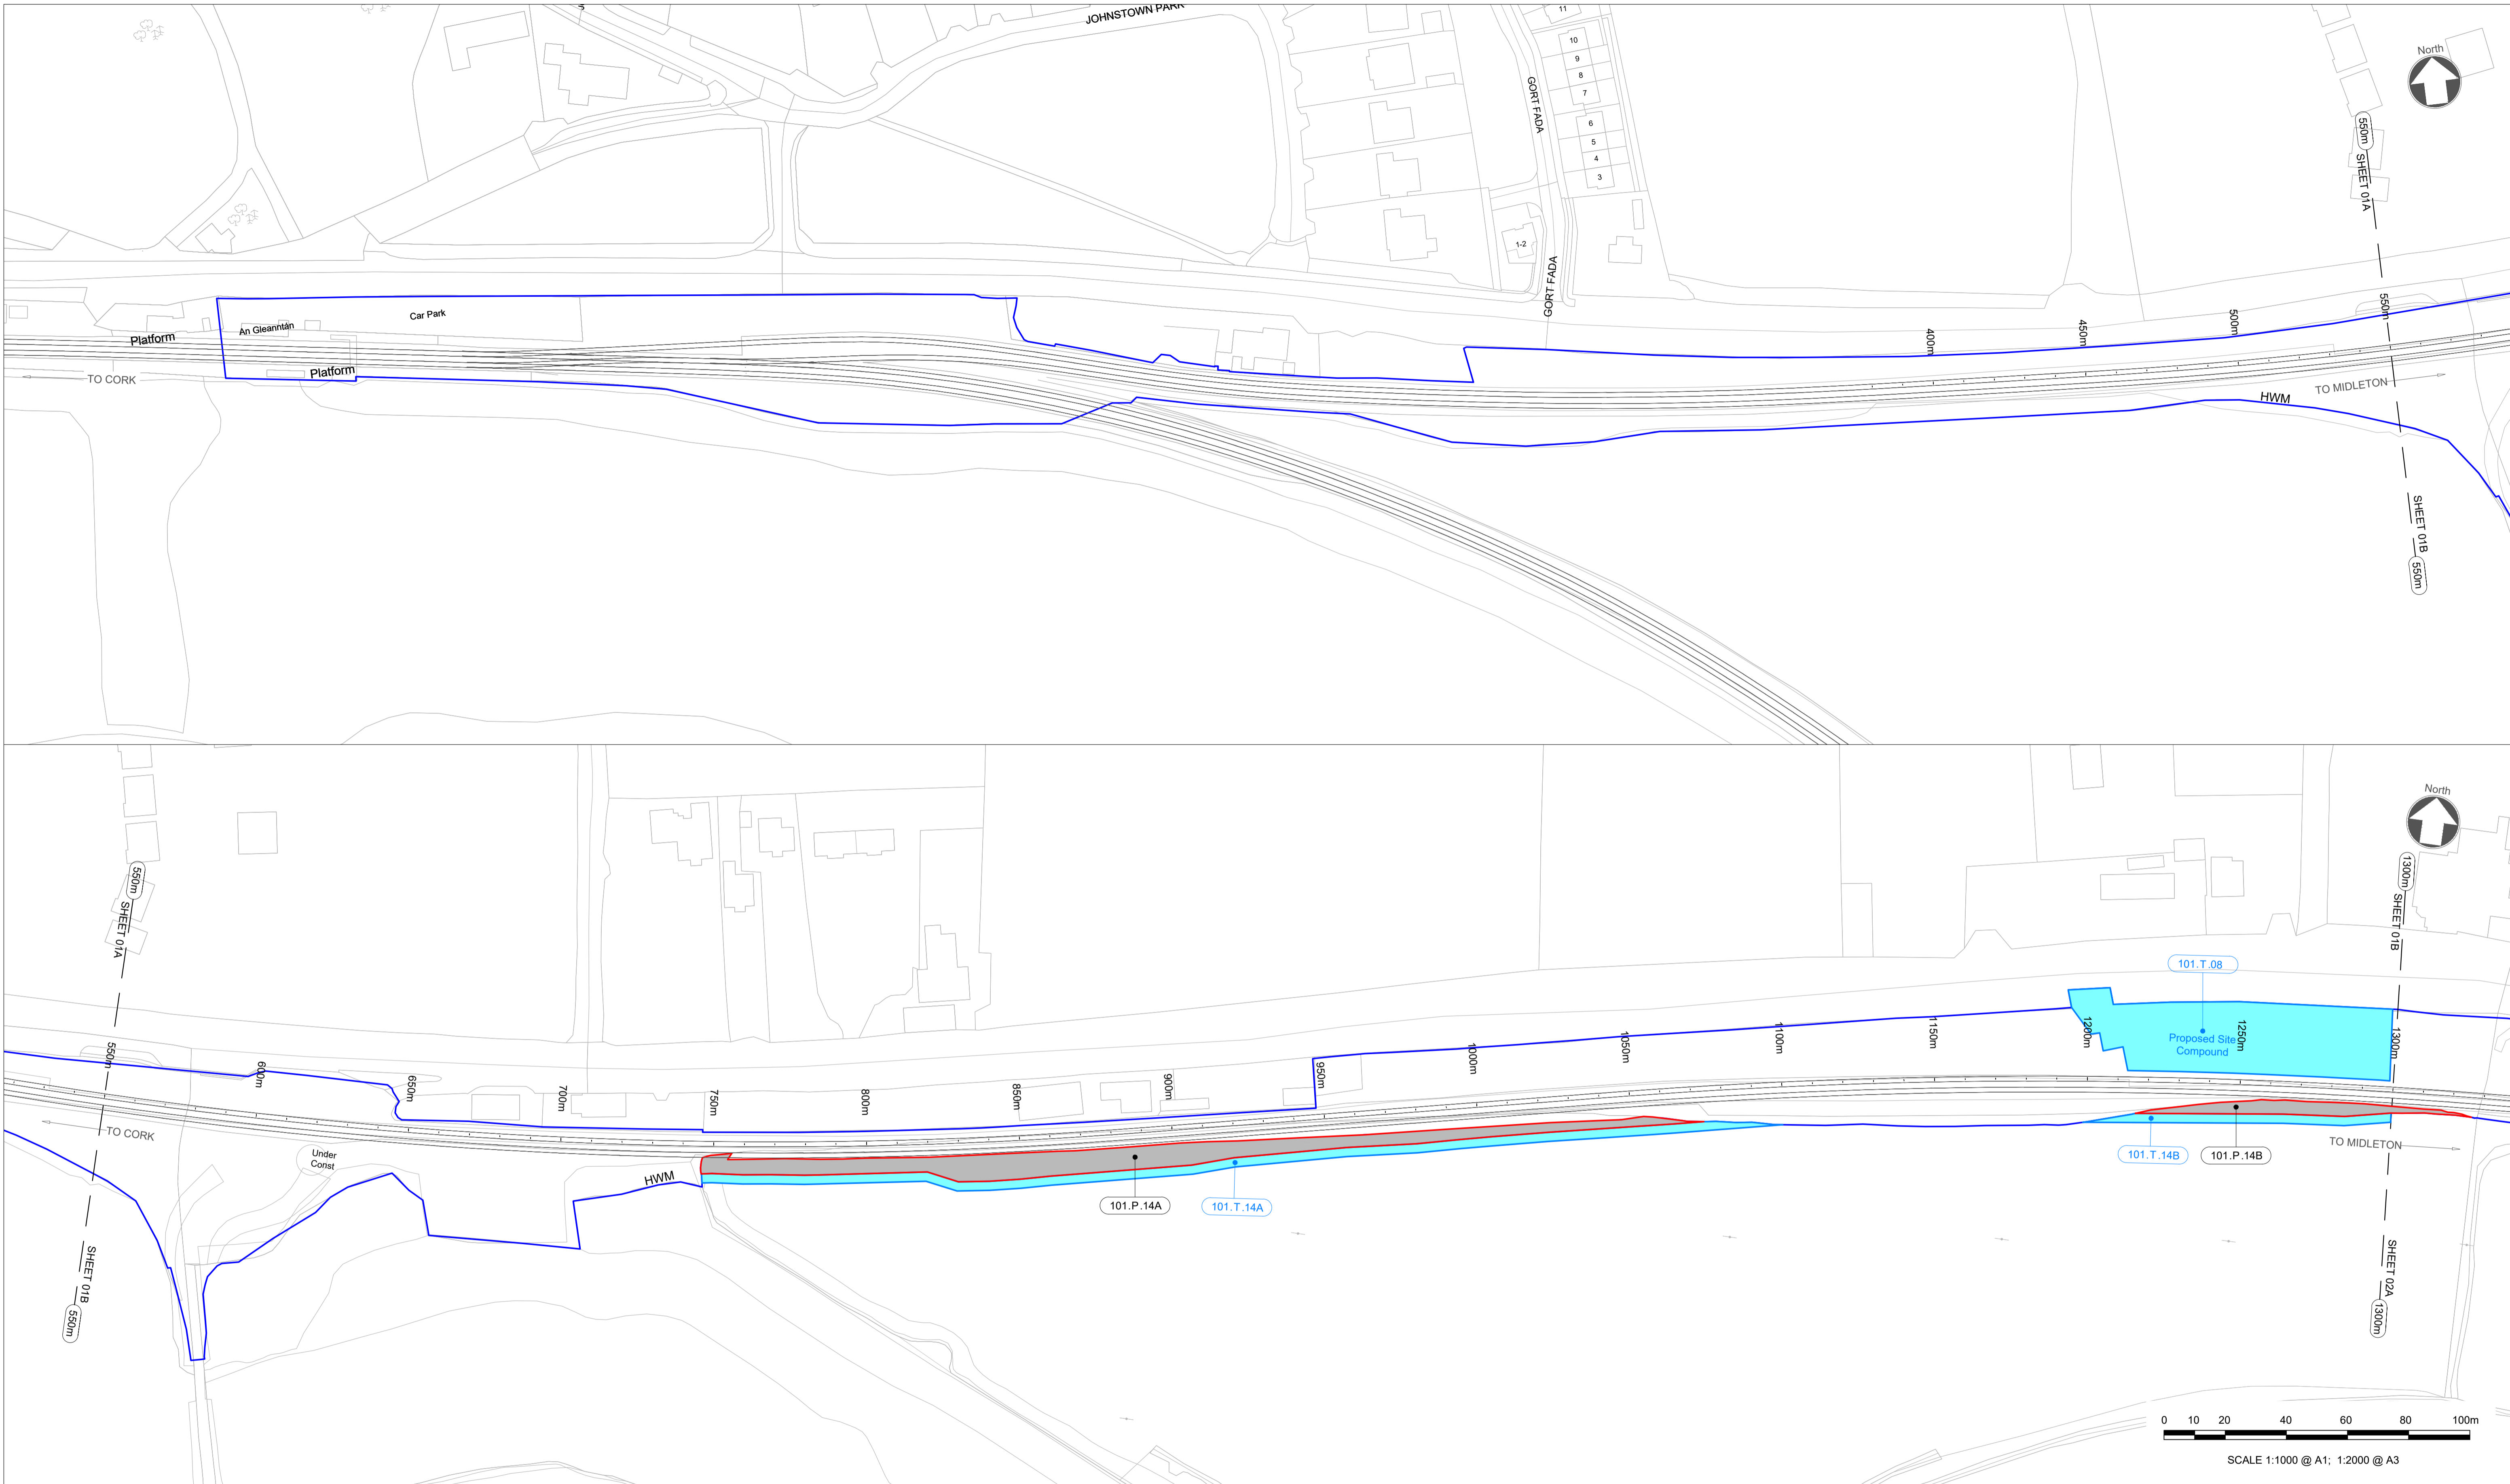 JOHNSTOWN PARK
11
10
9
8
7
6
5
4
3
1-2
GORT FADA
GORT FADA
North
550m
SHEET 01A
Car Park
An Gleanntán
Platform
Platform
TO CORK
400m
450m
500m
550m
TO MIDLETON
HWM
SHEET 01B
550m
North
550m
SHEET 01A
1300m
SHEET 01B
101.T.08
Proposed Site
Compound
550m
600m
650m
700m
750m
800m
850m
900m
950m
1000m
1050m
1100m
1150m
1200m
1250m
1300m
TO CORK
Under
Const
HWM
101.P.14A
101.T.14A
101.T.14B
101.P.14B
TO MIDLETON
SHEET 01B
550m
SHEET 02A
1300m
0 10 20 40 60 80 100m
SCALE 1:1000 @ A1; 1:2000 @ A3